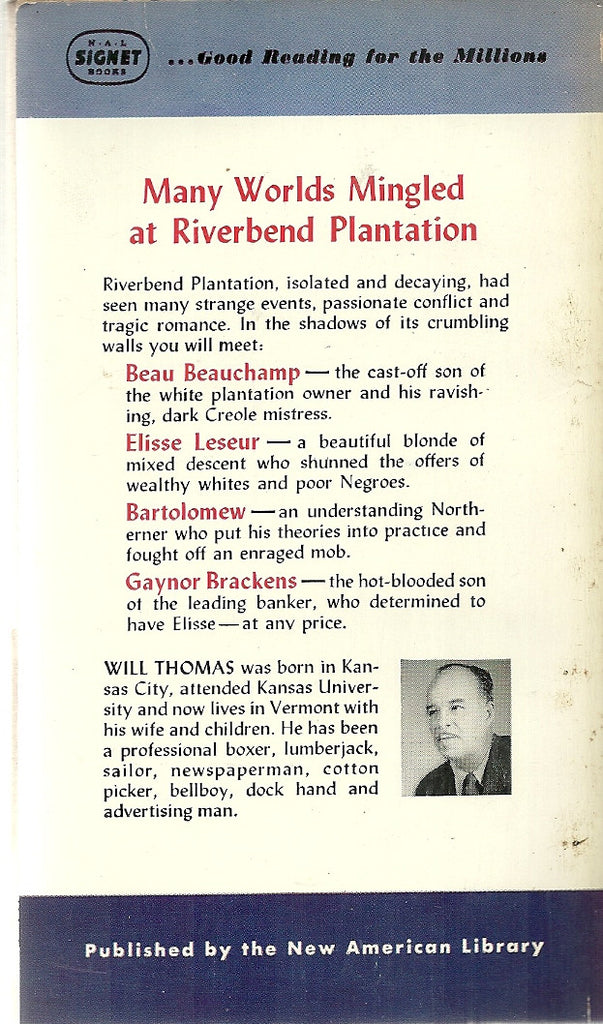 N·A·L
SIGNET
BOOKS
...Good Reading for the Millions
Many Worlds Mingled
at Riverbend Plantation
Riverbend Plantation, isolated and decaying, had
seen many strange events, passionate conflict and
tragic romance. In the shadows of its crumbling
walls you will meet:
Beau Beauchamp — the cast-off son of
the white plantation owner and his ravish-
ing, dark Creole mistress.
Elisse Leseur — a beautiful blonde of
mixed descent who shunned the offers of
wealthy whites and poor Negroes.
Bartolomew — an understanding North-
erner who put his theories into practice and
fought off an enraged mob.
Gaynor Brackens — the hot-blooded son
of the leading banker, who determined to
have Elisse — at any price.
WILL THOMAS was born in Kan-
sas City, attended Kansas Univer-
sity and now lives in Vermont with
his wife and children. He has been
a professional boxer, lumberjack,
sailor, newspaperman, cotton
picker, bellboy, dock hand and
advertising man.
Published by the New American Library